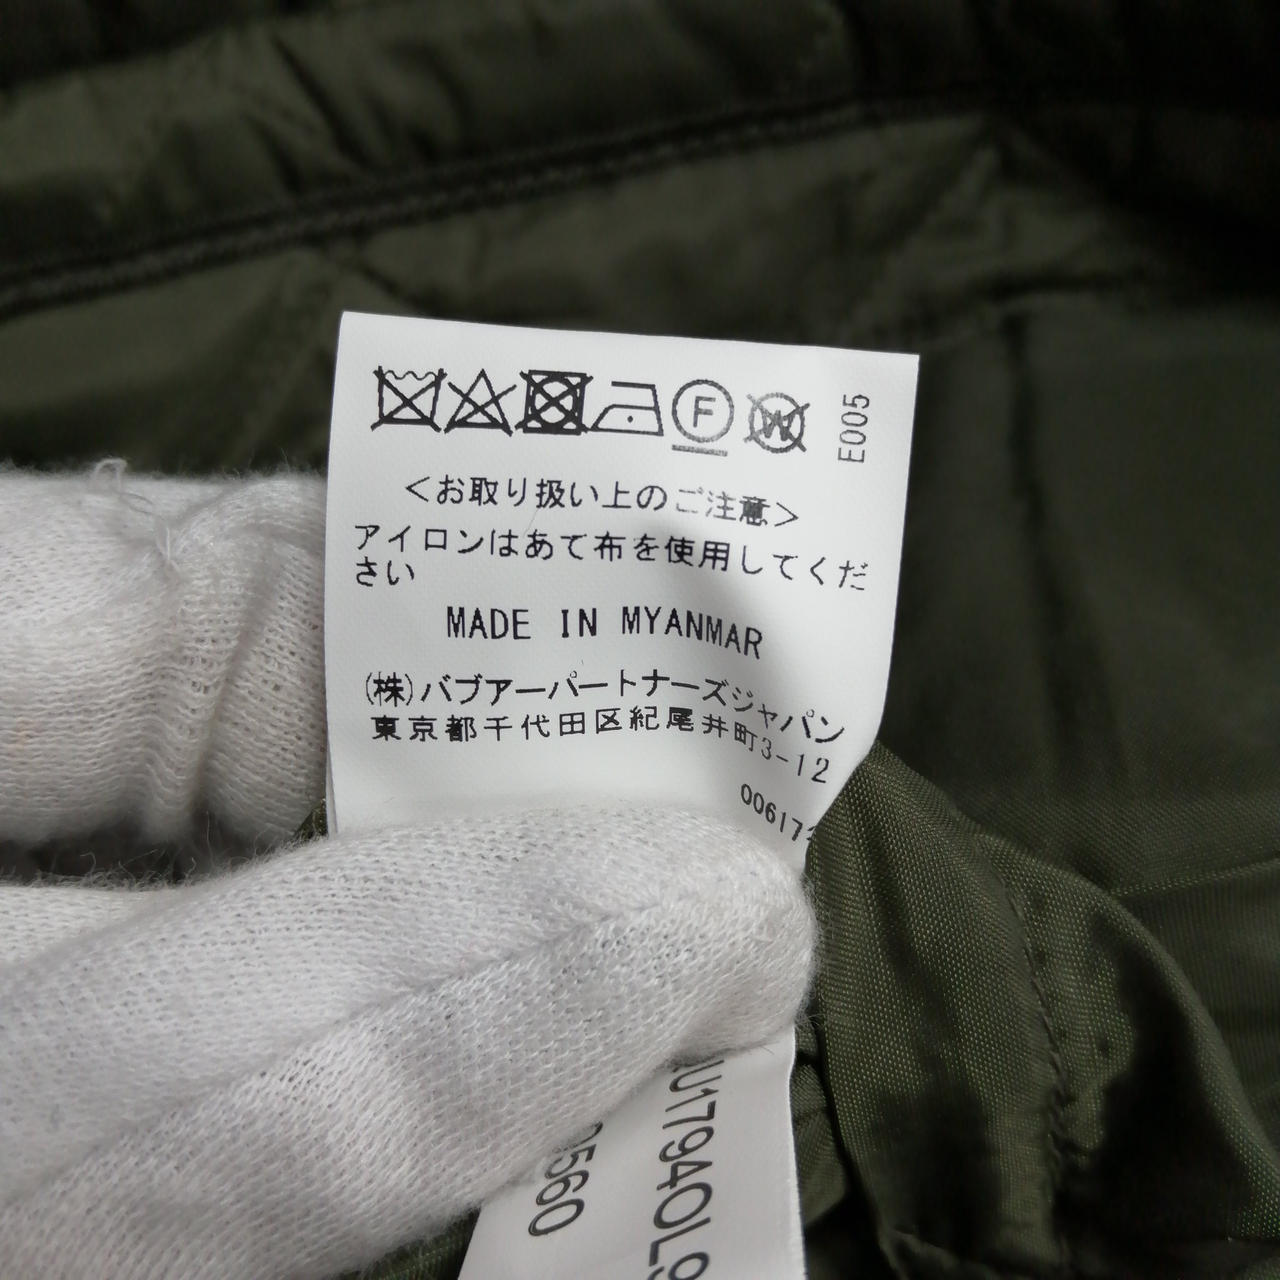 F W E005
＜お取り扱い上のご注意＞
アイロンはあて布を使用してくだ
さい
MADE IN MYANMAR
(株)バブアーパートナーズジャパン
東京都千代田区紀尾井町3-12
00617
U1794OL9
3560